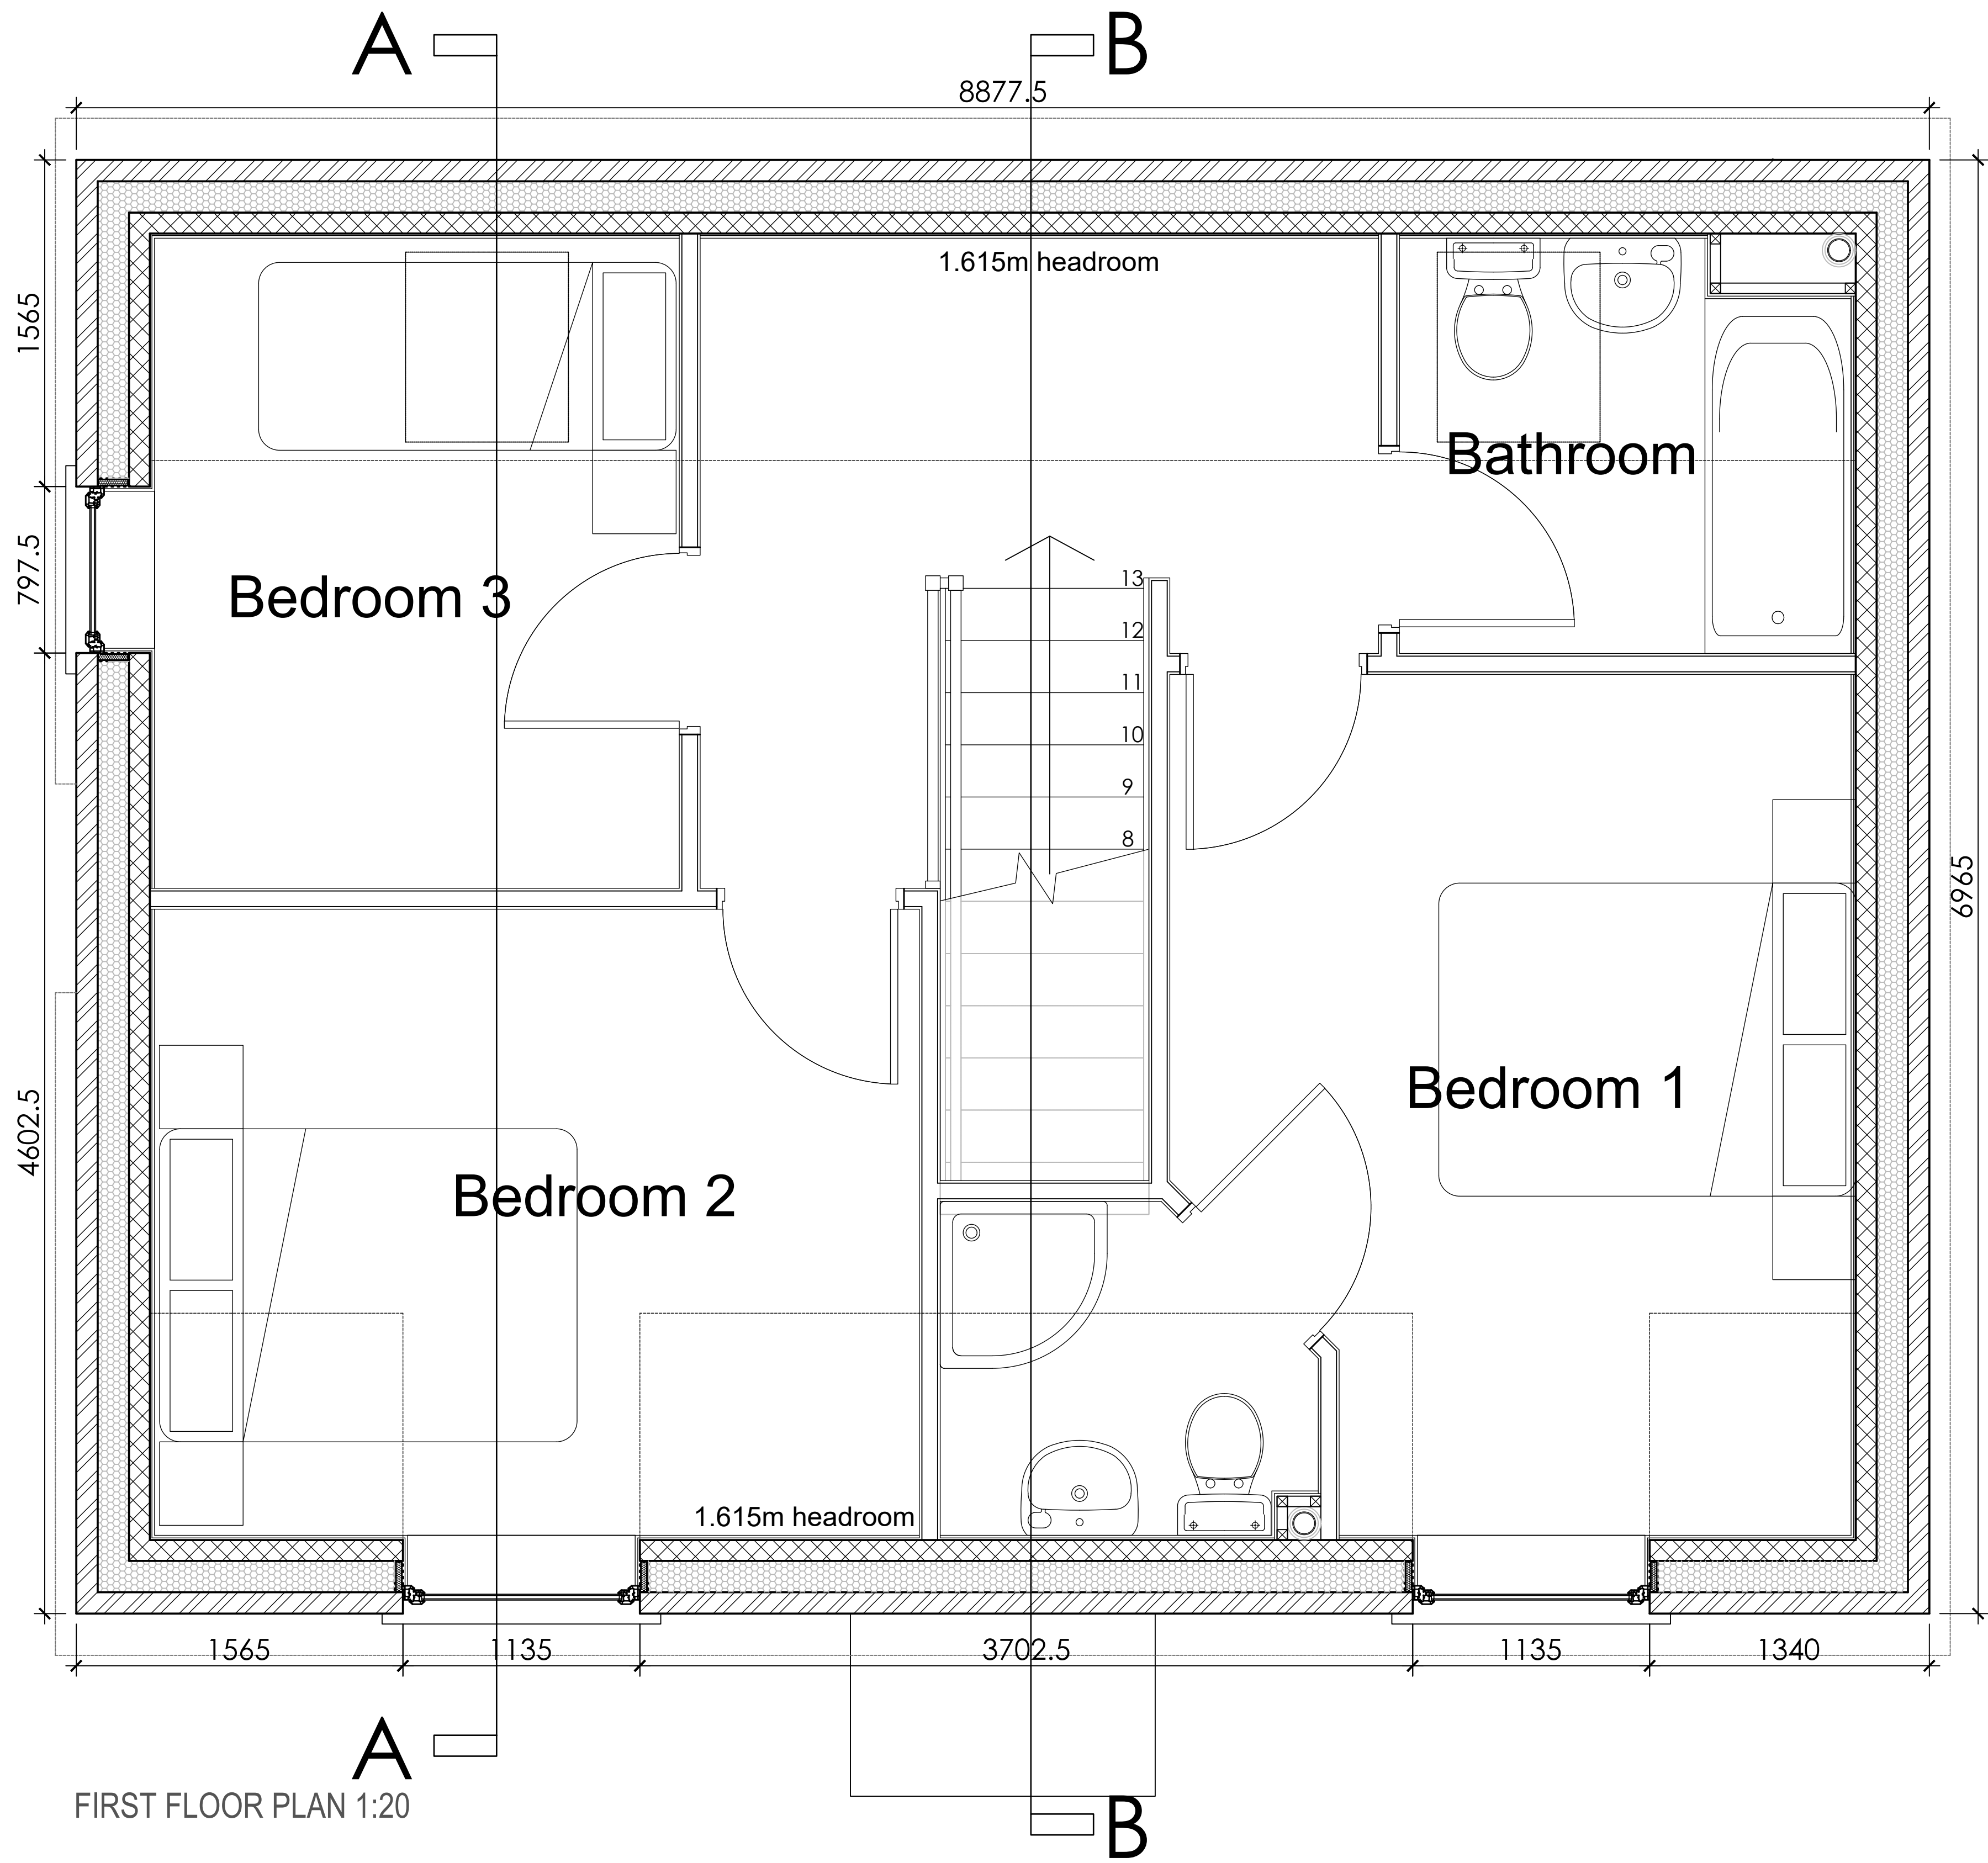 A
B
8877.5
1.615m headroom
1565
Bathroom
797.5
Bedroom 3
13
12
11
10
9
8
6965
4602.5
Bedroom 1
Bedroom 2
1.615m headroom
1565
1135
3702.5
1135
1340
A
B
FIRST FLOOR PLAN 1:20